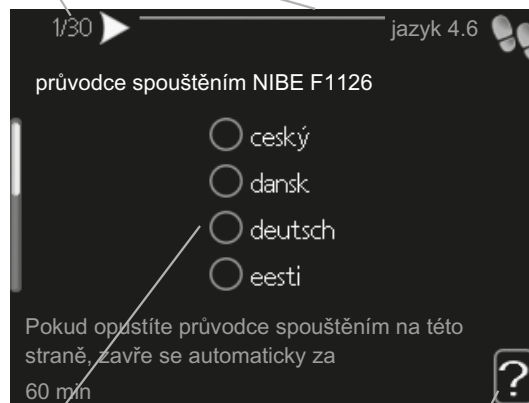 1/30
jazyk 4.6
průvodce spouštěním NIBE F1126
ceský
dansk
deutsch
eesti
Pokud opustíte průvodce spouštěním na této
straně, zavře se automaticky za
60 min
?